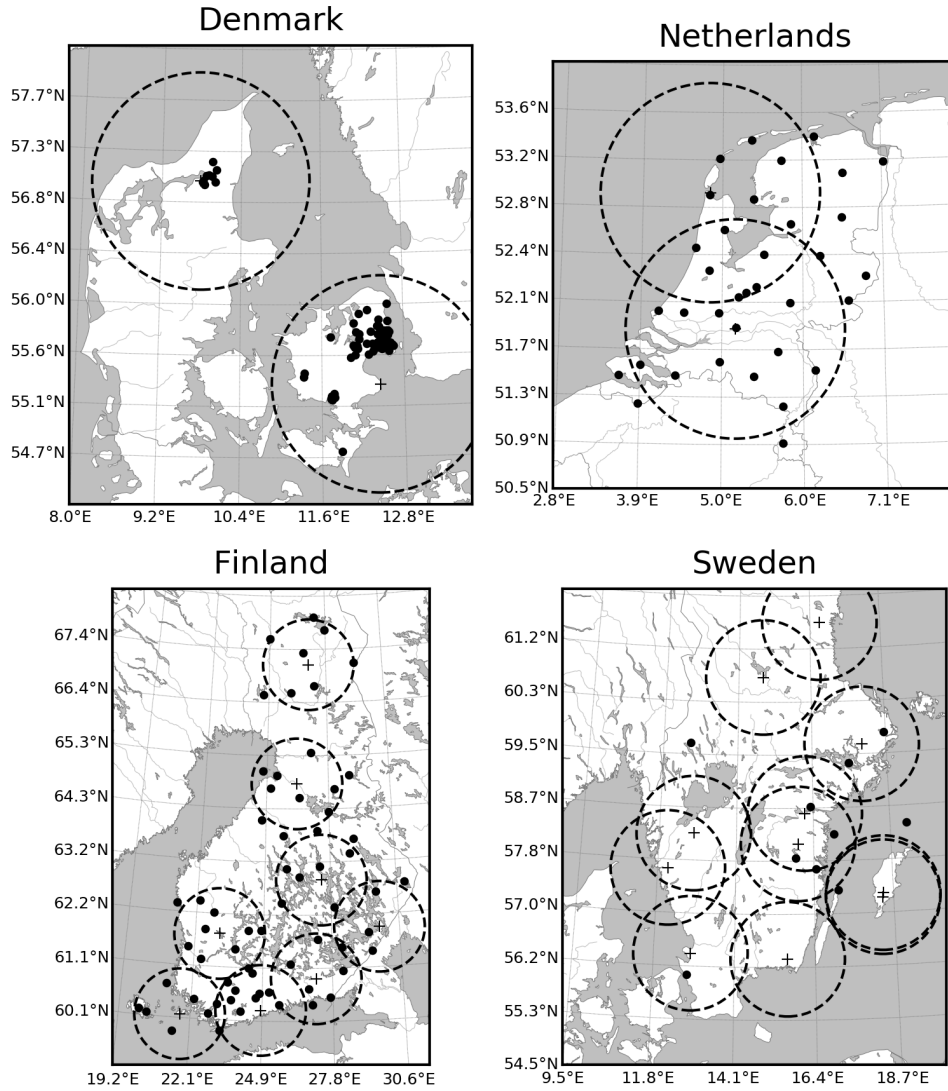 Denmark
57.7°N
57.3°N
56.8°N
56.4°N
56.0°N
55.6°N
55.1°N
54.7°N
8.0°E 9.2°E 10.4°E 11.6°E 12.8°E
Netherlands
53.6°N
53.2°N
52.8°N
52.4°N
52.1°N
51.7°N
51.3°N
50.9°N
50.5°N
2.8°E 3.9°E 5.0°E 6.0°E 7.1°E
Finland
67.4°N
66.4°N
65.3°N
64.3°N
63.2°N
62.2°N
61.1°N
60.1°N
19.2°E 22.1°E 24.9°E 27.8°E 30.6°E
Sweden
61.2°N
60.3°N
59.5°N
58.7°N
57.8°N
57.0°N
56.2°N
55.3°N
54.5°N
9.5°E 11.8°E 14.1°E 16.4°E 18.7°E